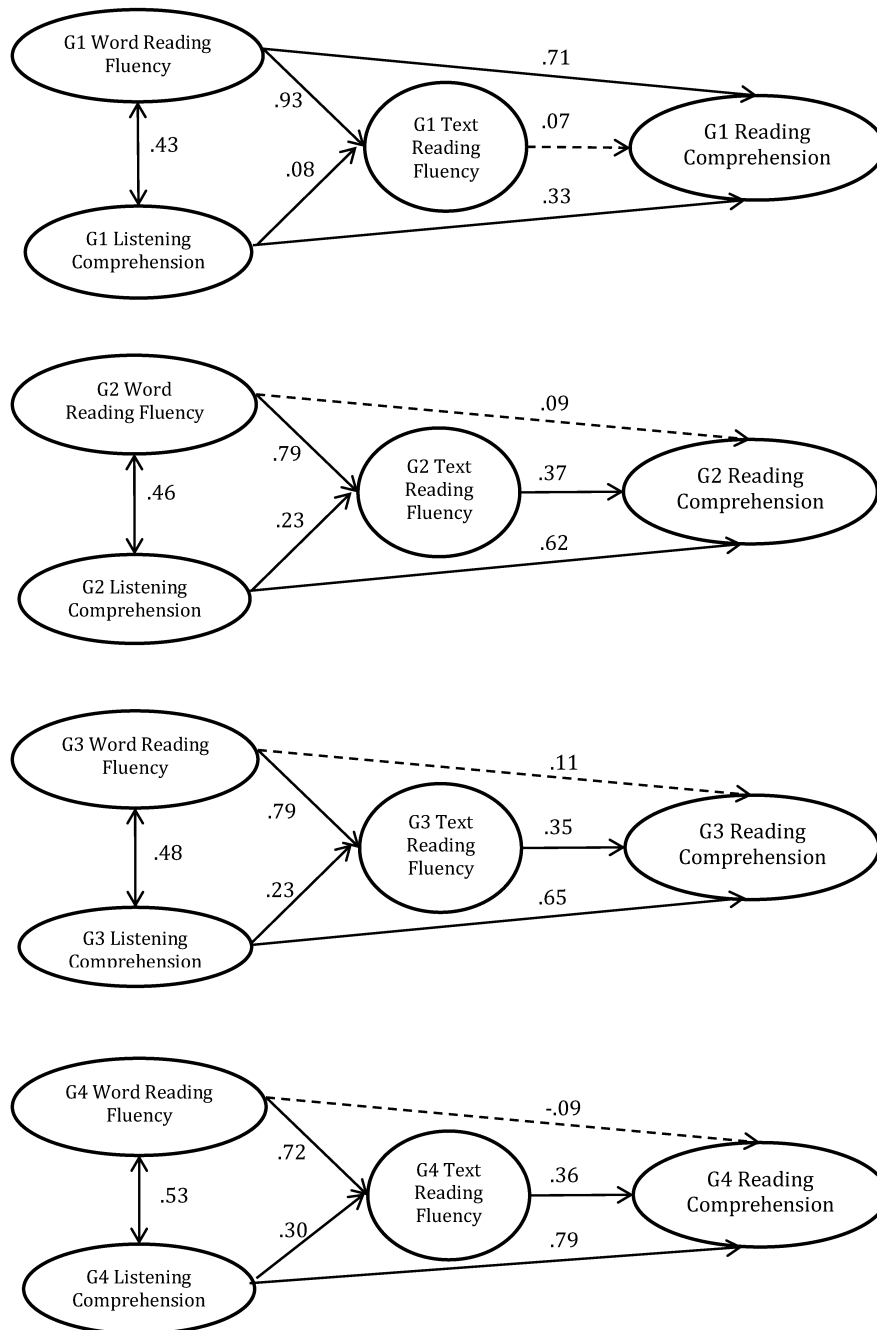 G1 Word Reading
Fluency
.71
.93
G1 Text
Reading
Fluency
.07
G1 Reading
Comprehension
.43
.08
.33
G1 Listening
Comprehension
G2 Word
Reading Fluency
.09
.79
G2 Text
Reading
Fluency
.37
G2 Reading
Comprehension
.46
.23
.62
G2 Listening
Comprehension
G3 Word Reading
Fluency
.11
.79
G3 Text
Reading
Fluency
.35
G3 Reading
Comprehension
.48
.23
.65
G3 Listening
Comprehension
G4 Word Reading
Fluency
-.09
.72
G4 Text
Reading
Fluency
.36
G4 Reading
Comprehension
.53
.30
.79
G4 Listening
Comprehension